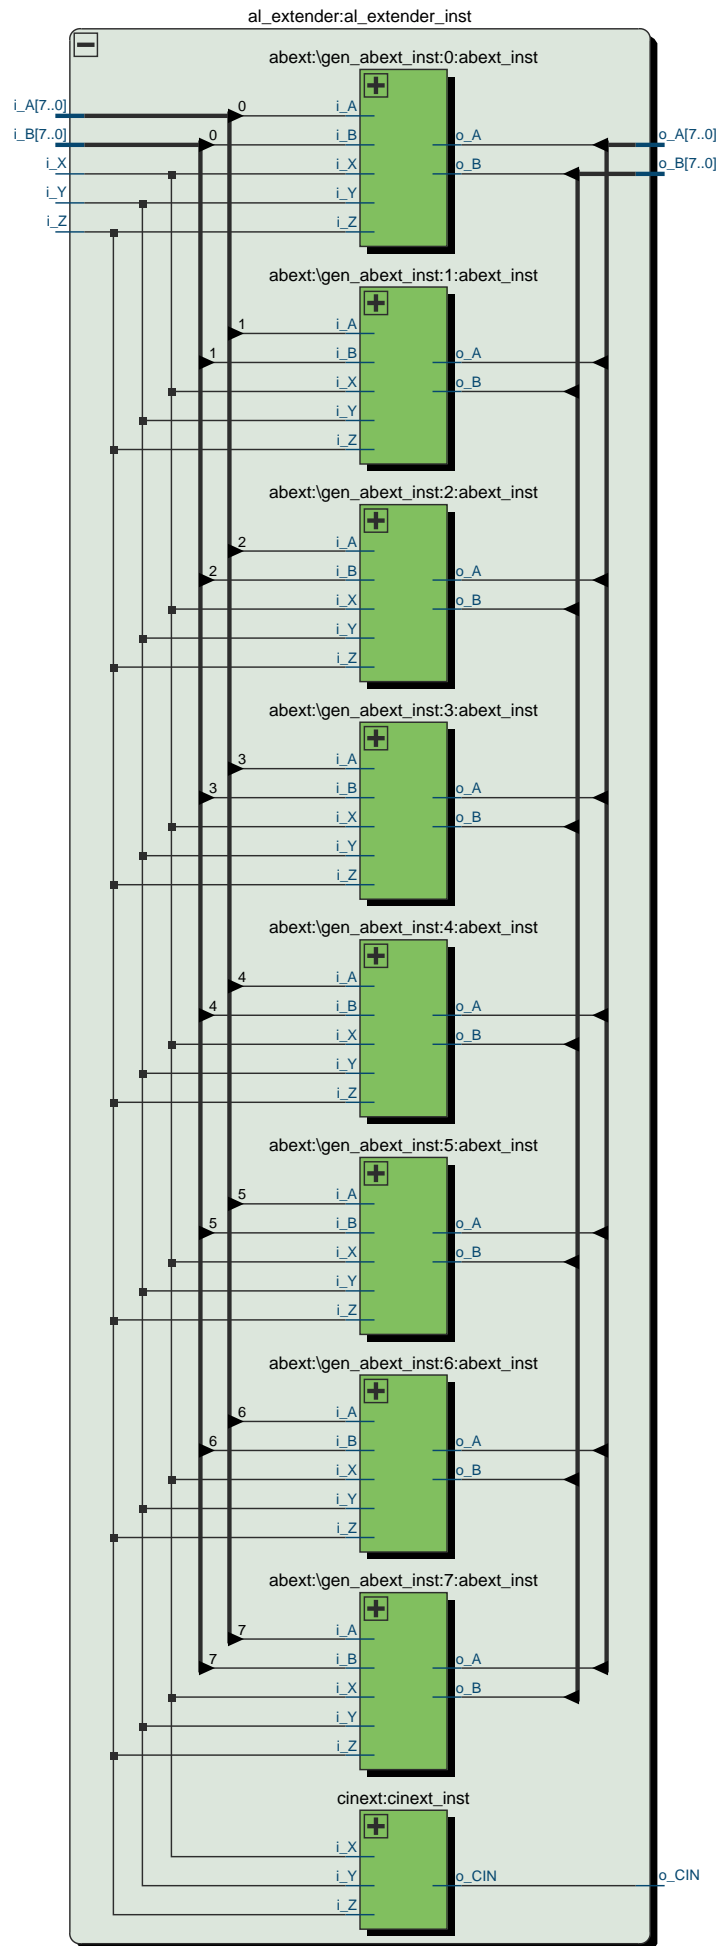 al_extender:al_extender_inst
abext:\gen_abext_inst:0:abext_inst
i_A[7..0] 0 i_A
i_B[7..0] 0 i_B o_A o_A[7..0]
i_X i_X o_B o_B[7..0]
i_Y i_Y
i_Z i_Z
abext:\gen_abext_inst:1:abext_inst
1 i_A
1 i_B o_A
i_X o_B
i_Y
i_Z
abext:\gen_abext_inst:2:abext_inst
2 i_A
2 i_B o_A
i_X o_B
i_Y
i_Z
abext:\gen_abext_inst:3:abext_inst
3 i_A
3 i_B o_A
i_X o_B
i_Y
i_Z
abext:\gen_abext_inst:4:abext_inst
4 i_A
4 i_B o_A
i_X o_B
i_Y
i_Z
abext:\gen_abext_inst:5:abext_inst
5 i_A
5 i_B o_A
i_X o_B
i_Y
i_Z
abext:\gen_abext_inst:6:abext_inst
6 i_A
6 i_B o_A
i_X o_B
i_Y
i_Z
abext:\gen_abext_inst:7:abext_inst
7 i_A
7 i_B o_A
i_X o_B
i_Y
i_Z
cinext:cinext_inst
i_X
i_Y o_CIN o_CIN
i_Z